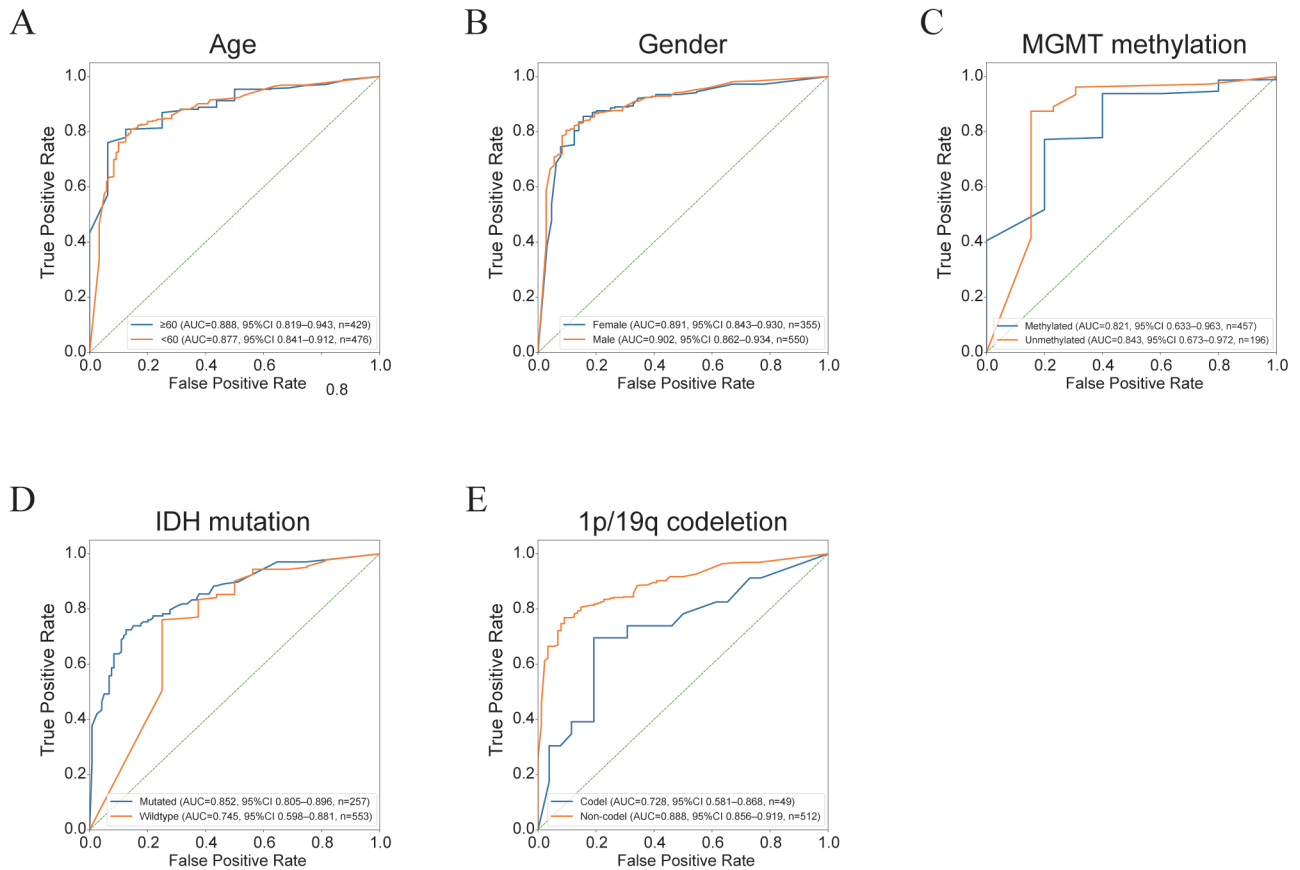 A
Age
True Positive Rate
1.0
0.8
0.6
0.4
0.2
0.0
≥60 (AUC=0.888, 95%CI 0.819–0.943, n=429)
<60 (AUC=0.877, 95%CI 0.841–0.912, n=476)
0.0 0.2 0.4 0.6 0.8 1.0
False Positive Rate
0.8
B
Gender
True Positive Rate
1.0
0.8
0.6
0.4
0.2
0.0
Female (AUC=0.891, 95%CI 0.843–0.930, n=355)
Male (AUC=0.902, 95%CI 0.862–0.934, n=550)
0.0 0.2 0.4 0.6 0.8 1.0
False Positive Rate
C
MGMT methylation
True Positive Rate
1.0
0.8
0.6
0.4
0.2
0.0
Methylated (AUC=0.821, 95%CI 0.633–0.963, n=457)
Unmethylated (AUC=0.843, 95%CI 0.673–0.972, n=196)
0.0 0.2 0.4 0.6 0.8 1.0
False Positive Rate
D
IDH mutation
True Positive Rate
1.0
0.8
0.6
0.4
0.2
0.0
Mutated (AUC=0.852, 95%CI 0.805–0.896, n=257)
Wildtype (AUC=0.745, 95%CI 0.598–0.881, n=553)
0.0 0.2 0.4 0.6 0.8 1.0
False Positive Rate
E
1p/19q codeletion
True Positive Rate
1.0
0.8
0.6
0.4
0.2
0.0
Codel (AUC=0.728, 95%CI 0.581–0.868, n=49)
Non-codel (AUC=0.888, 95%CI 0.856–0.919, n=512)
0.0 0.2 0.4 0.6 0.8 1.0
False Positive Rate